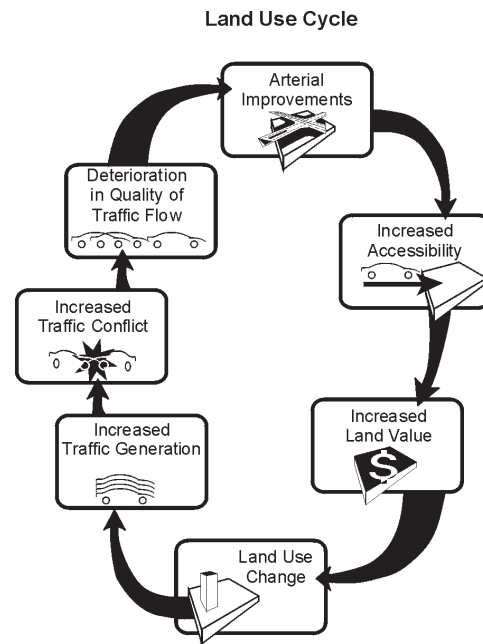 Land Use Cycle
Arterial
Improvements
Increased
Accessibility
Increased
Land Value
$
Land Use
Change
Increased
Traffic Generation
Increased
Traffic Conflict
Deterioration
in Quality of
Traffic Flow